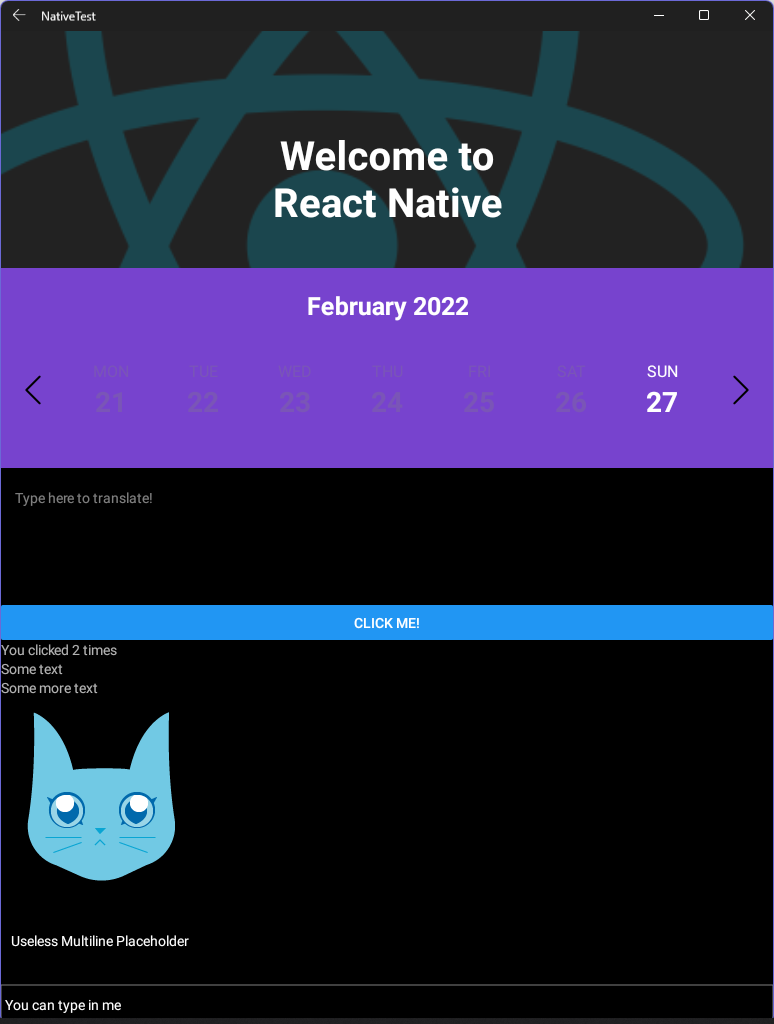 NativeTest
Welcome to
React Native
February 2022
MON TUE WED THU FRI SAT SUN
21 22 23 24 25 26 27
Type here to translate!
CLICK ME!
You clicked 2 times
Some text
Some more text
Useless Multiline Placeholder
You can type in me